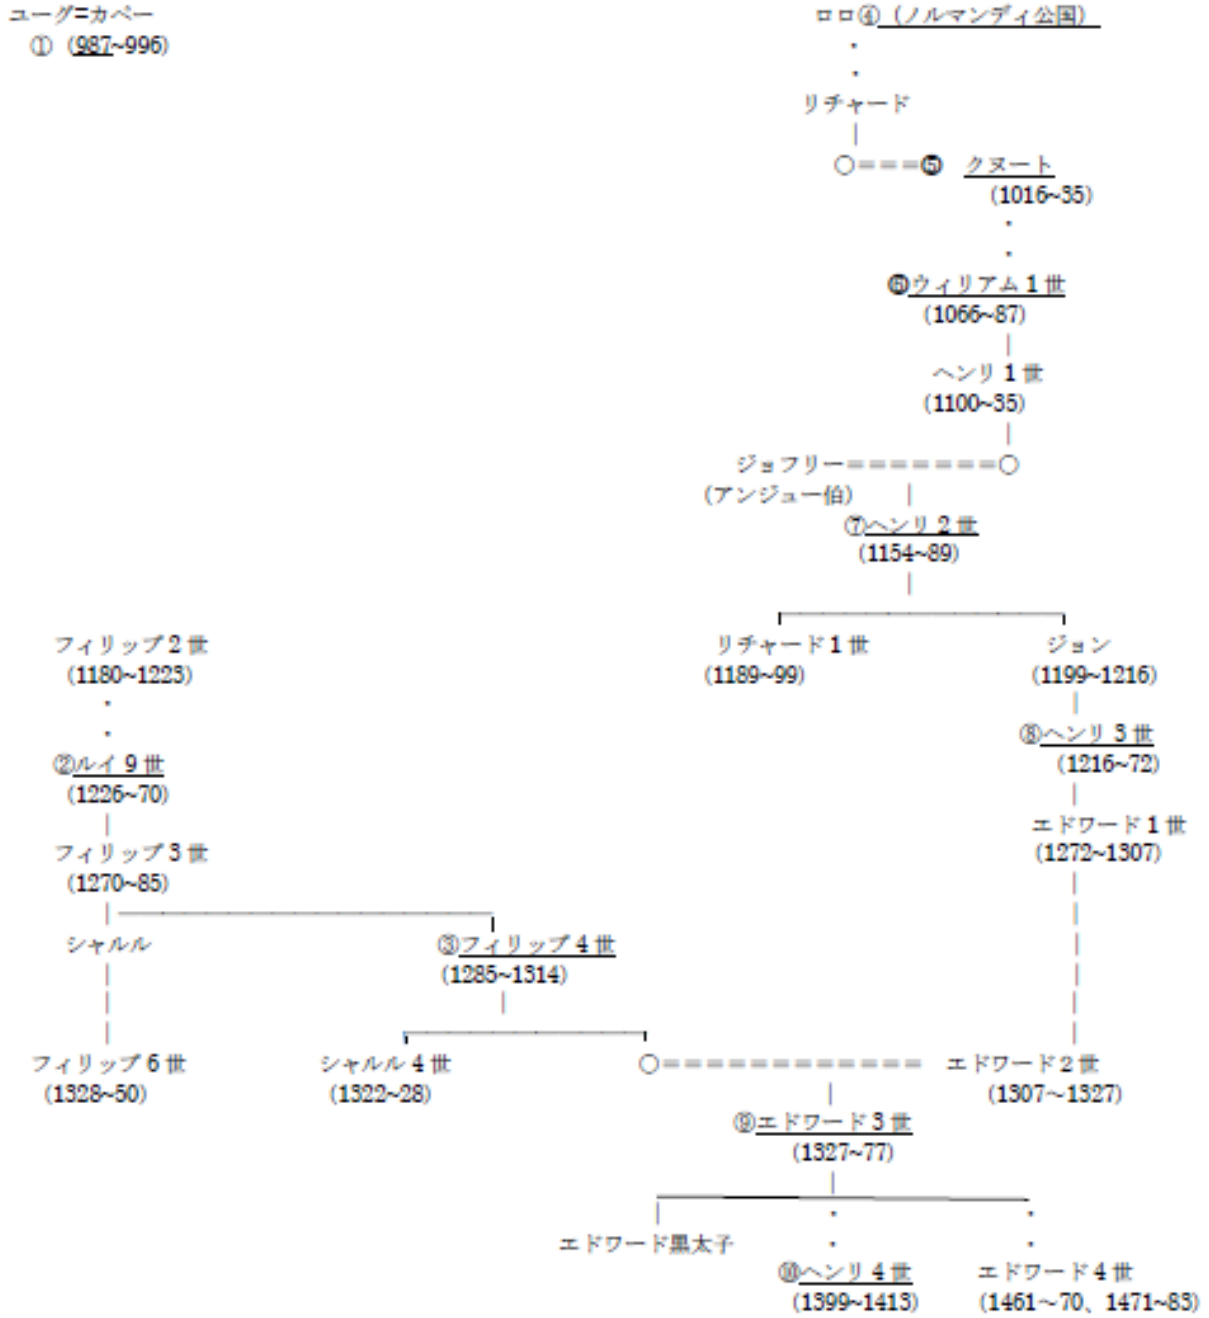 ユーグ=カペー
① (987~996)
ロロ④（ノルマンディ公国）
リチャード
○===❺ クヌート
(1016~35)
❻ウィリアム1世
(1066~87)
ヘンリ1世
(1100~35)
ジョフリー=======○
(アンジュー伯)
⑦ヘンリ2世
(1154~89)
フィリップ2世 リチャード1世 ジョン
(1180~1223) (1189~99) (1199~1216)
⑧ヘンリ3世
(1216~72)
②ルイ9世
(1226~70)
エドワード1世
(1272~1307)
フィリップ3世
(1270~85)
シャルル ③フィリップ4世
(1285~1314)
フィリップ6世 シャルル4世 ○============ エドワード2世
(1328~50) (1322~28) (1307～1327)
⑨エドワード3世
(1327~77)
エドワード黒太子
⑩ヘンリ4世 エドワード4世
(1399~1413) (1461～70、1471~83)